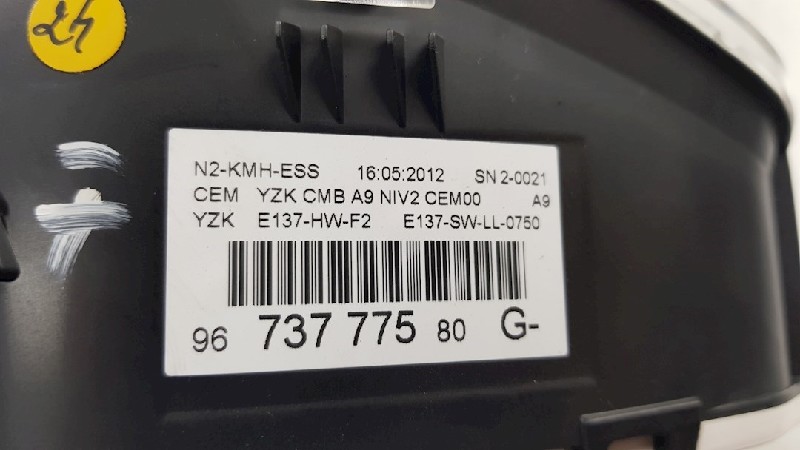 24
N2-KMH-ESS 16:05:2012 SN 2-0021
CEM YZK CMB A9 NIV2 CEM00 A9
YZK E137-HW-F2 E137-SW-LL-0750
96 737 775 80 G-